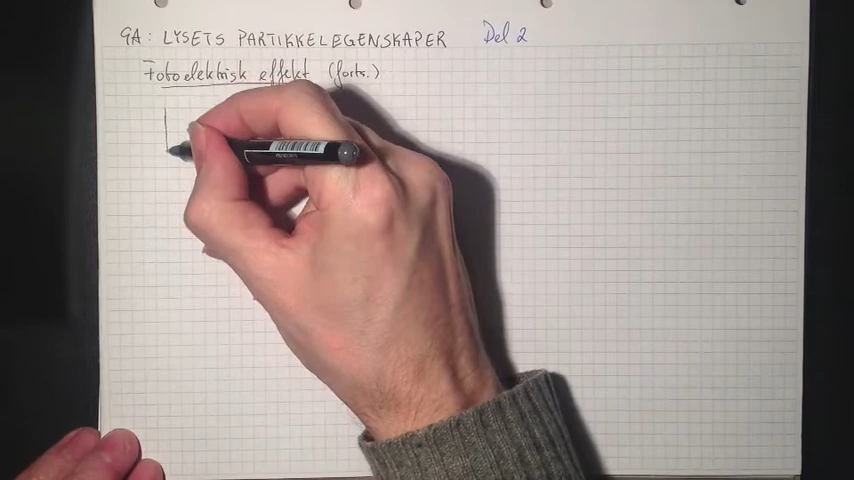 9A: LYSETS PARTIKKELEGENSKAPER Del 2
Fotoelektrisk effekt (forts.)